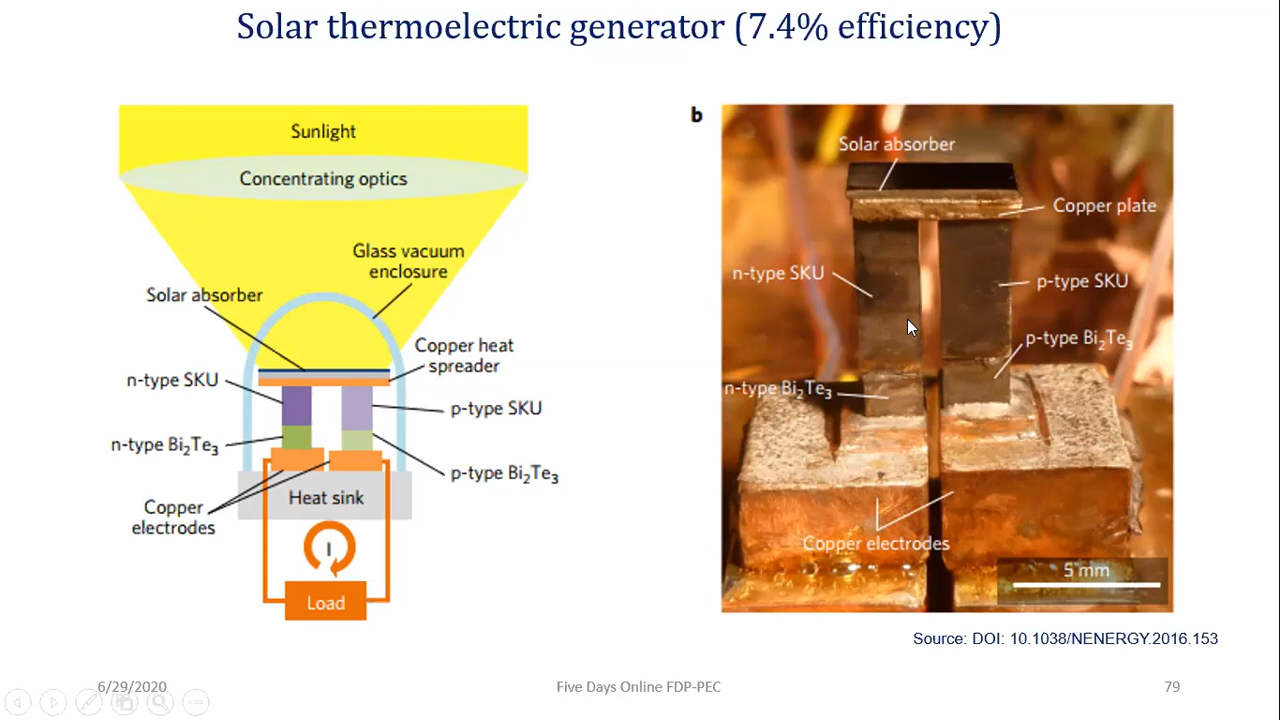 Solar thermoelectric generator (7.4% efficiency)
Sunlight
Concentrating optics
Glass vacuum
enclosure
Solar absorber
Copper heat
spreader
n-type SKU
p-type SKU
n-type Bi₂Te₃
p-type Bi₂Te₃
Copper
electrodes
Heat sink
I
Load
b
Solar absorber
Copper plate
n-type SKU
p-type SKU
p-type Bi₂Te₃
n-type Bi₂Te₃
Copper electrodes
5 mm
Source: DOI: 10.1038/NENERGY.2016.153
6/29/2020
Five Days Online FDP-PEC
79